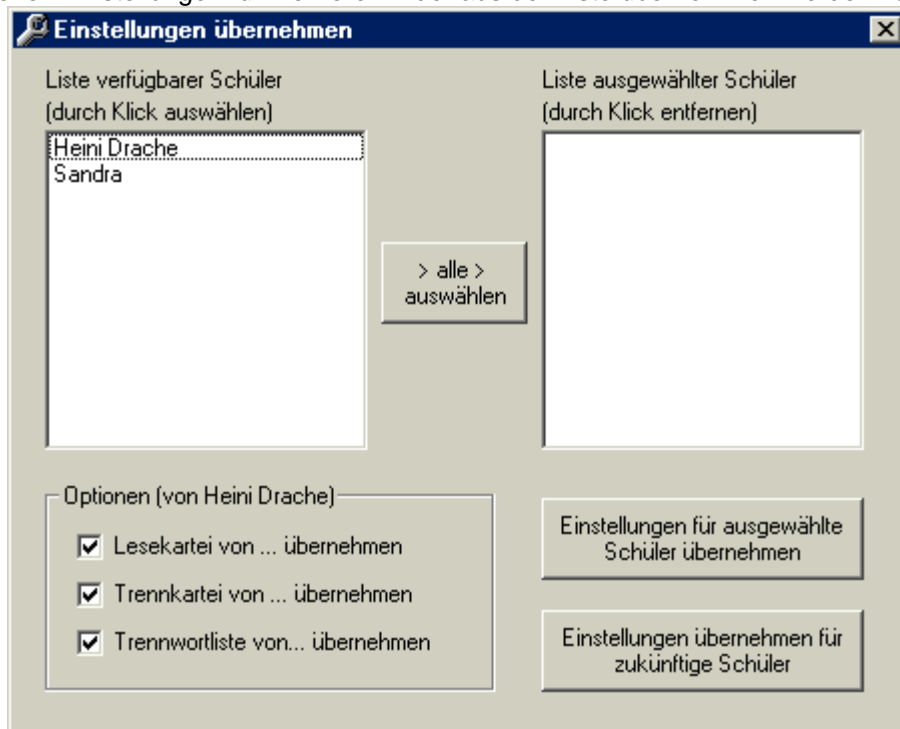 Einstellungen übernehmen
Liste verfügbarer Schüler
(durch Klick auswählen)
Liste ausgewählter Schüler
(durch Klick entfernen)
Heini Drache
Sandra
> alle >
auswählen
Optionen (von Heini Drache)
Lesekartei von ... übernehmen
Trennkartei von ... übernehmen
Trennwortliste von... übernehmen
Einstellungen für ausgewählte
Schüler übernehmen
Einstellungen übernehmen für
zukünftige Schüler